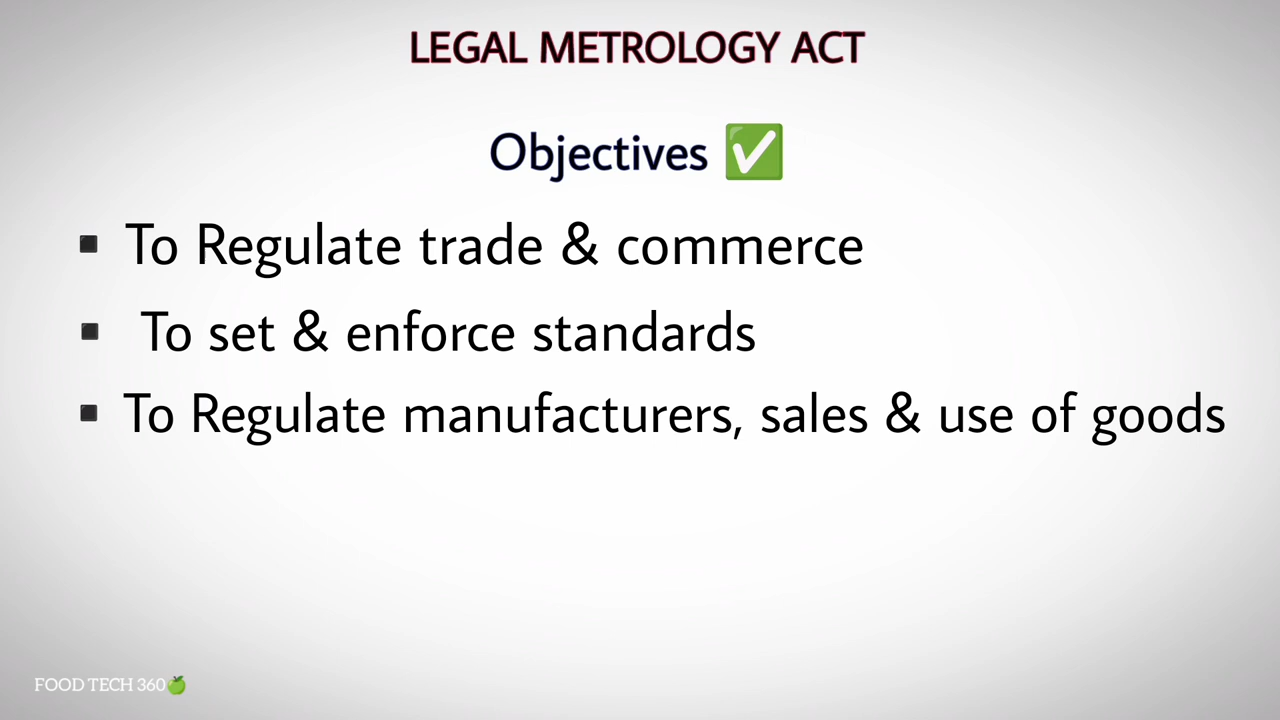 LEGAL METROLOGY ACT
Objectives ✅
▪ To Regulate trade & commerce
▪ To set & enforce standards
▪ To Regulate manufacturers, sales & use of goods
FOOD TECH 360🍏